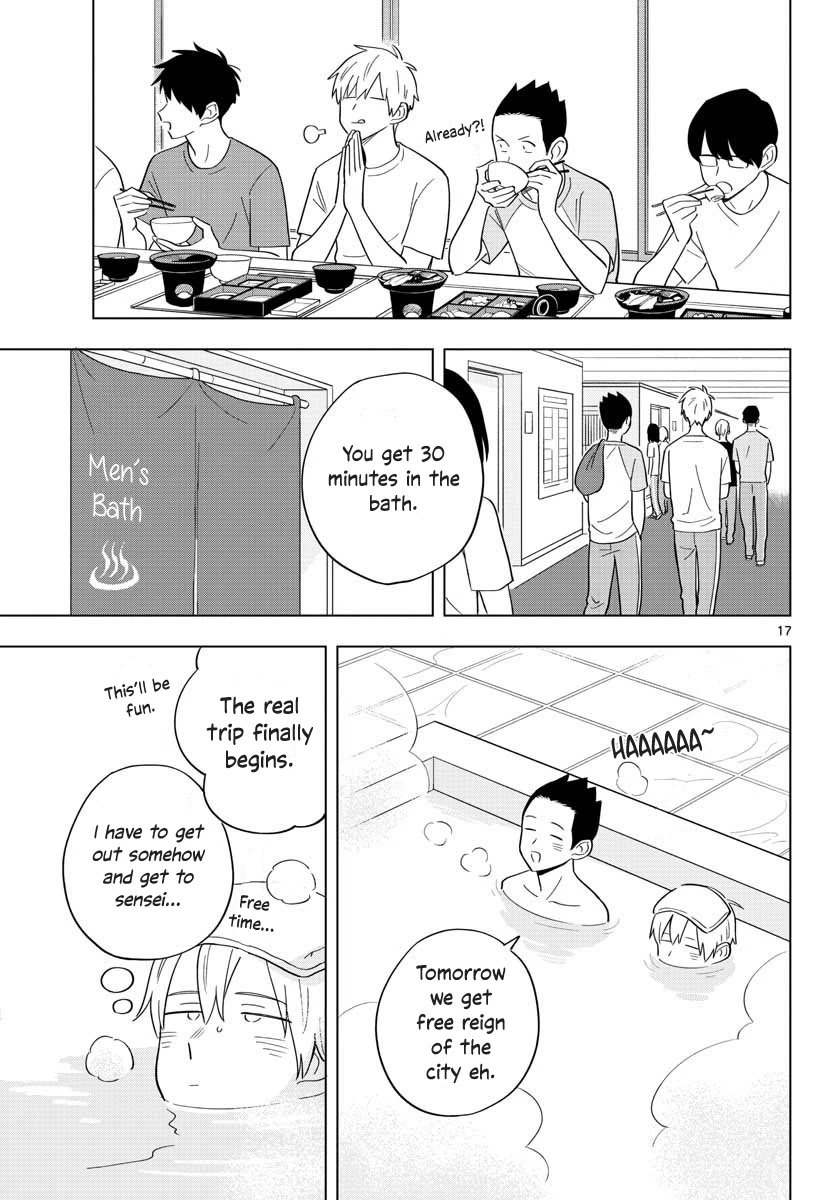 Already?!
You get 30
minutes in the
bath.
Men's
Bath
17
HAAAAAA~
Tomorrow
we get
free reign
of the
city eh.
The real
trip finally
begins.
This'll be
fun.
I have to get
out somehow
and get to
sensei...
Free
time...